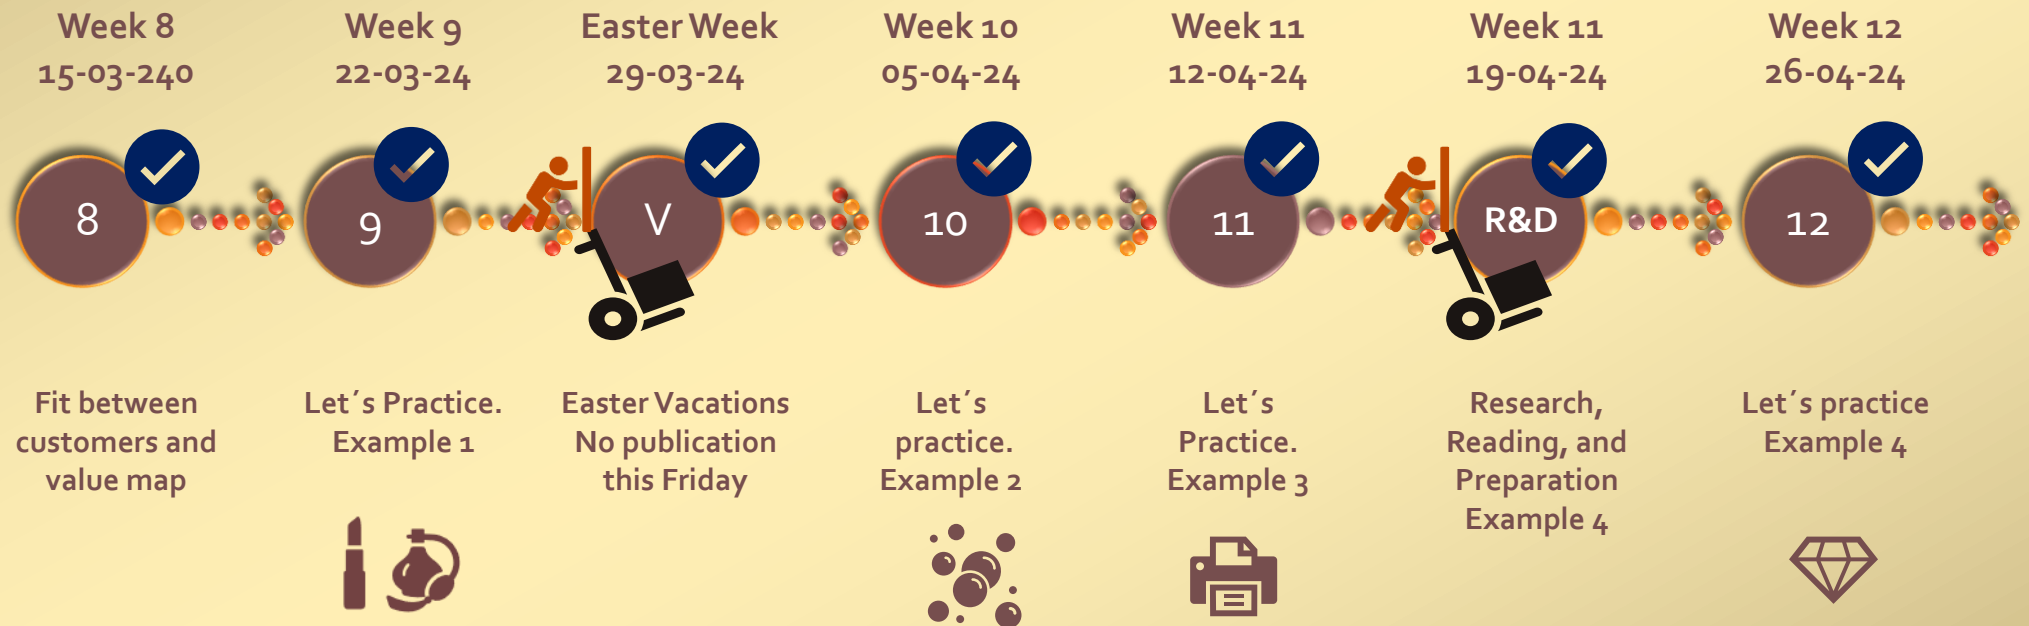 Week 8
15-03-240
Week 9
22-03-24
Easter Week
29-03-24
Week 10
05-04-24
Week 11
12-04-24
Week 11
19-04-24
Week 12
26-04-24
8
9
V
10
11
R&D
12
Fit between
customers and
value map
Let´s Practice.
Example 1
Easter Vacations
No publication
this Friday
Let´s
practice.
Example 2
Let´s
Practice.
Example 3
Research,
Reading, and
Preparation
Example 4
Let´s practice
Example 4